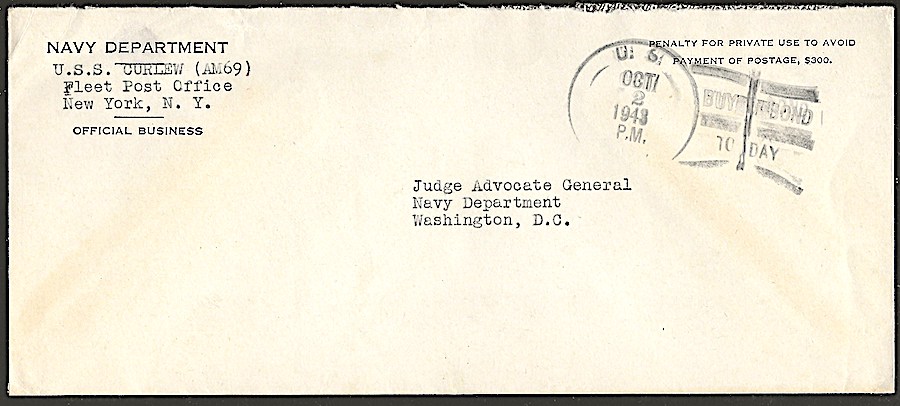 NAVY DEPARTMENT
U.S.S. CURLEW (AM69)
Fleet Post Office
New York, N. Y.
OFFICIAL BUSINESS
PENALTY FOR PRIVATE USE TO AVOID
PAYMENT OF POSTAGE, $300.
U. S.
OCT
2
1943
P.M.
BUY BOND
TO DAY
Judge Advocate General
Navy Department
Washington, D.C.